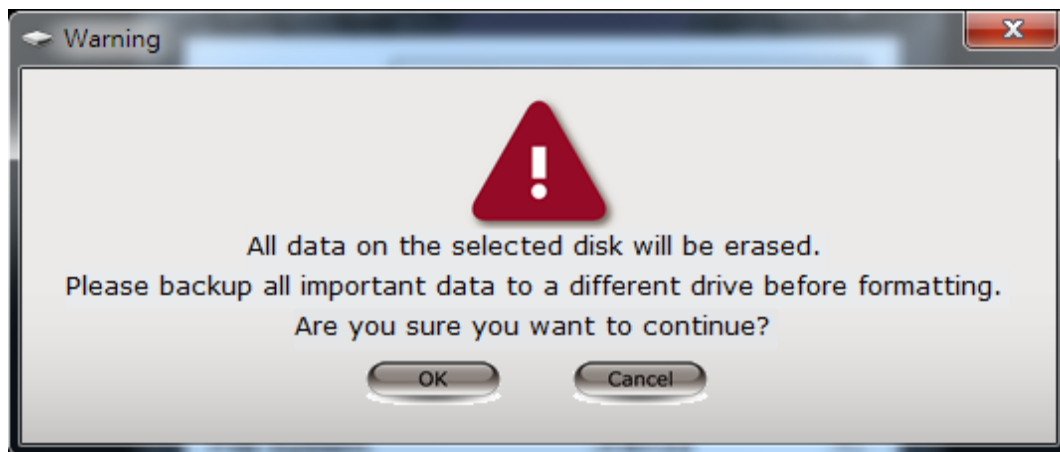 Warning
X
!
All data on the selected disk will be erased.
Please backup all important data to a different drive before formatting.
Are you sure you want to continue?
OK Cancel